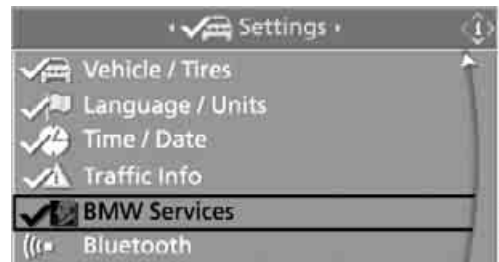 Settings
Vehicle / Tires
Language / Units
Time / Date
Traffic Info
BMW Services
Bluetooth